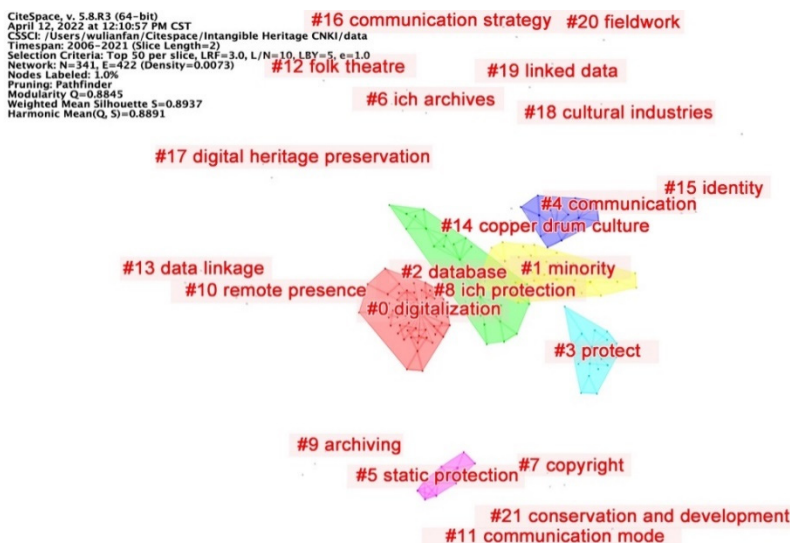 CiteSpace, v. 5.8.R3 (64-bit)
April 12, 2022 at 12:10:57 PM CST
CSSCI: /Users/wulianfan/Citespace/Intangible Heritage CNKI/data
Timespan: 2006-2021 (Slice Length=2)
Selection Criteria: Top 50 per slice, LRF=3.0, L/N=10, LBY=5, e=1.0
Network: N=341, E=422 (Density=0.0073)
Nodes Labeled: 1.0%
Pruning: Pathfinder
Modularity Q=0.8845
Weighted Mean Silhouette S=0.8937
Harmonic Mean(Q, S)=0.8891
#16 communication strategy
#20 fieldwork
#12 folk theatre
#19 linked data
#6 ich archives
#18 cultural industries
#17 digital heritage preservation
#15 identity
#4 communication
#14 copper drum culture
#13 data linkage
#2 database
#1 minority
#10 remote presence
#8 ich protection
#0 digitalization
#3 protect
#9 archiving
#5 static protection
#7 copyright
#21 conservation and development
#11 communication mode